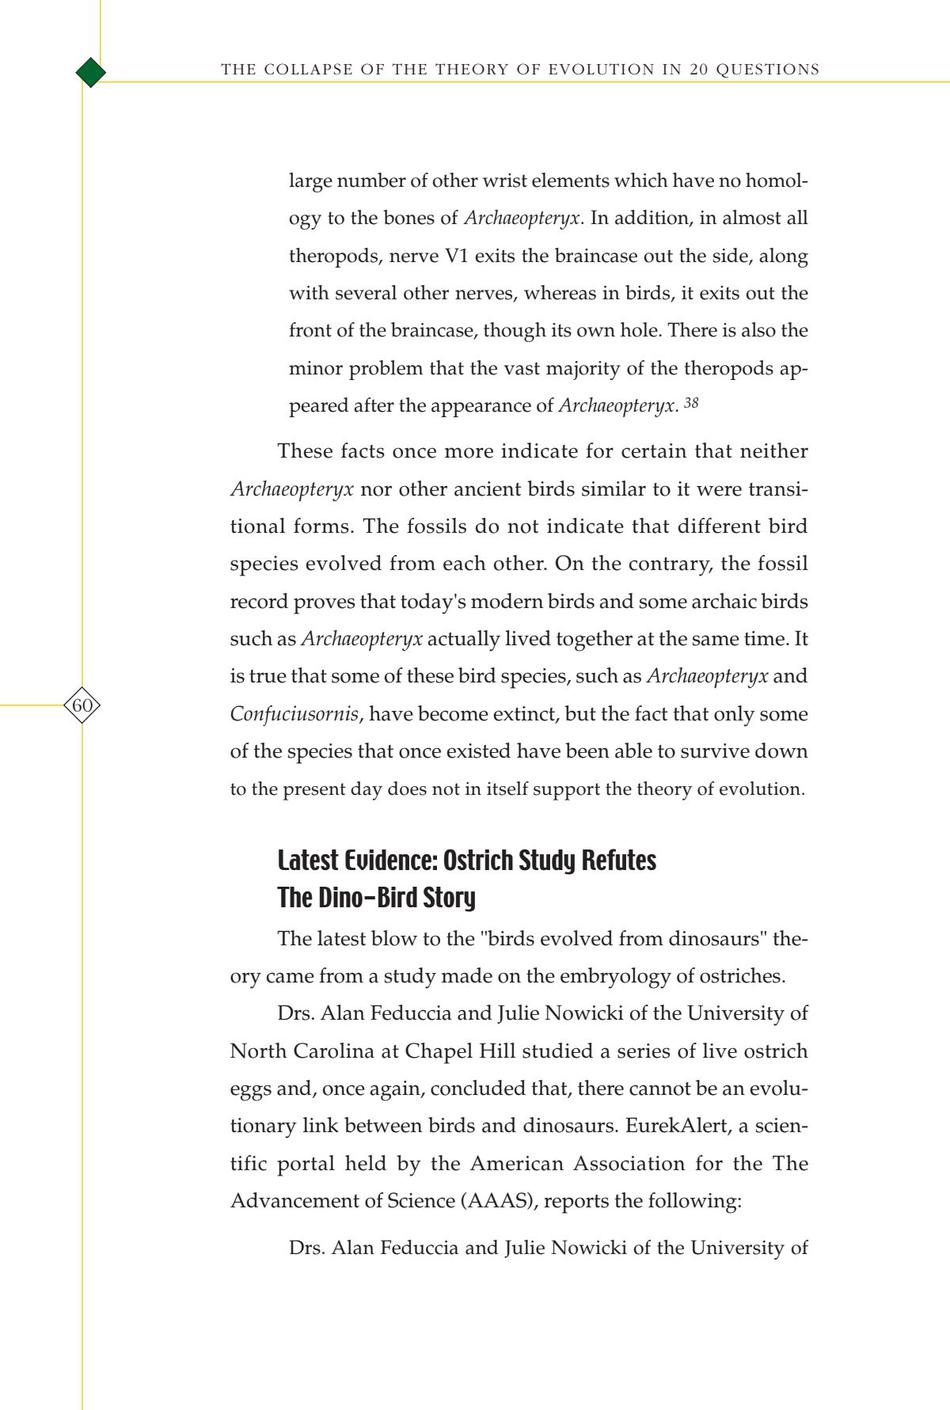 THE COLLAPSE OF THE THEORY OF EVOLUTION IN 20 QUESTIONS
large number of other wrist elements which have no homol-
ogy to the bones of Archaeopteryx. In addition, in almost all
theropods, nerve V1 exits the braincase out the side, along
with several other nerves, whereas in birds, it exits out the
front of the braincase, though its own hole. There is also the
minor problem that the vast majority of the theropods ap-
peared after the appearance of Archaeopteryx. 38
These facts once more indicate for certain that neither
Archaeopteryx nor other ancient birds similar to it were transi-
tional forms. The fossils do not indicate that different bird
species evolved from each other. On the contrary, the fossil
record proves that today's modern birds and some archaic birds
such as Archaeopteryx actually lived together at the same time. It
is true that some of these bird species, such as Archaeopteryx and
Confuciusornis, have become extinct, but the fact that only some
of the species that once existed have been able to survive down
to the present day does not in itself support the theory of evolution.
60
Latest Evidence: Ostrich Study Refutes
The Dino-Bird Story
The latest blow to the "birds evolved from dinosaurs" the-
ory came from a study made on the embryology of ostriches.
Drs. Alan Feduccia and Julie Nowicki of the University of
North Carolina at Chapel Hill studied a series of live ostrich
eggs and, once again, concluded that, there cannot be an evolu-
tionary link between birds and dinosaurs. EurekAlert, a scien-
tific portal held by the American Association for the The
Advancement of Science (AAAS), reports the following:
Drs. Alan Feduccia and Julie Nowicki of the University of